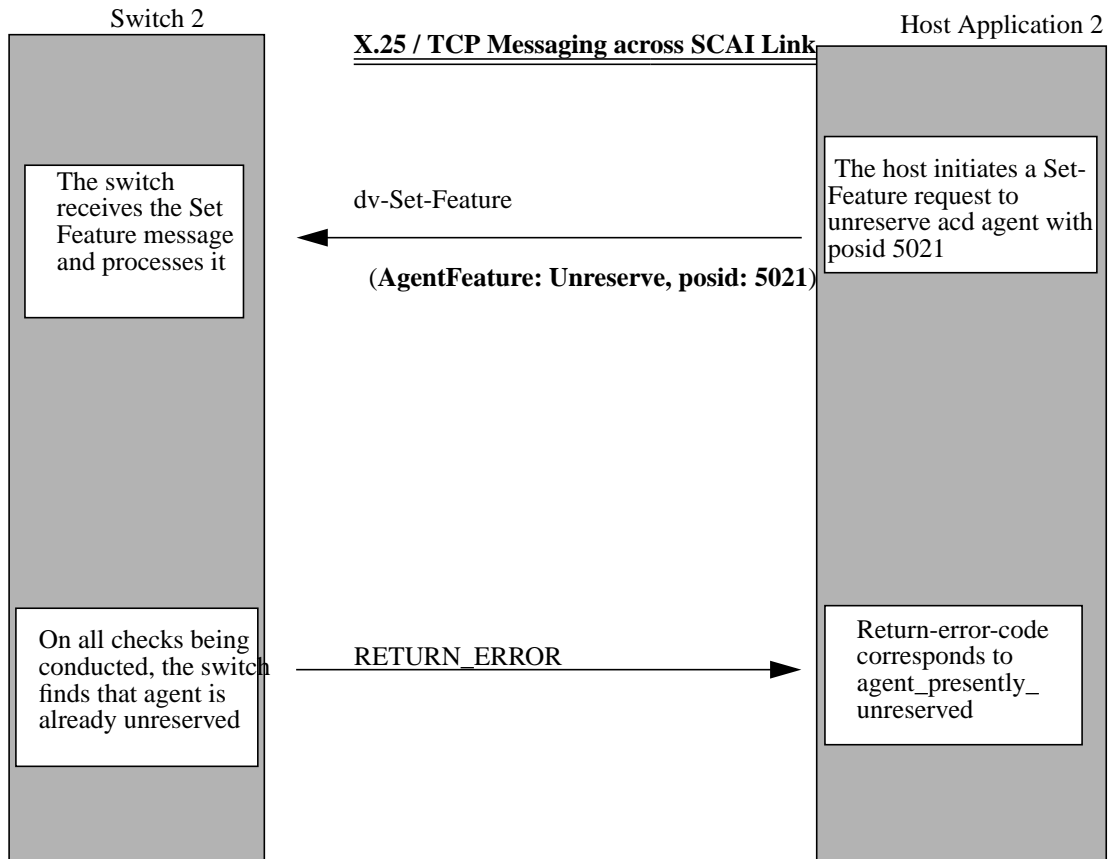 Switch 2
Host Application 2
X.25 / TCP Messaging across SCAI Link
The switch
receives the Set
Feature message
and processes it
dv-Set-Feature
(AgentFeature: Unreserve, posid: 5021)
The host initiates a Set-
Feature request to
unreserve acd agent with
posid 5021
On all checks being
conducted, the switch
finds that agent is
already unreserved
RETURN_ERROR
Return-error-code
corresponds to
agent_presently_
unreserved